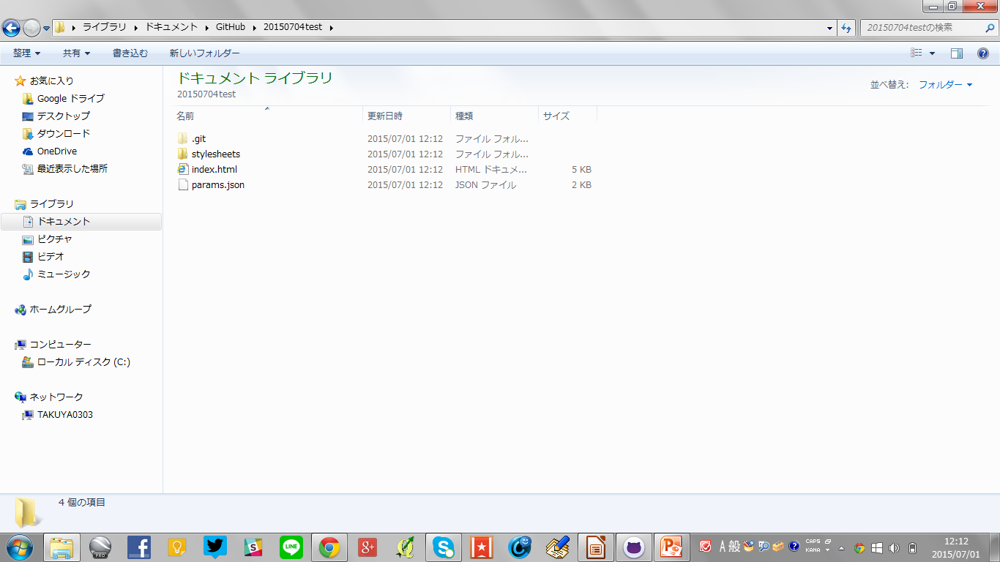 ライブラリ ドキュメント GitHub 20150704test
20150704testの検索
整理 共有 書き込む 新しいフォルダー
お気に入り
Google ドライブ
デスクトップ
ダウンロード
OneDrive
最近表示した場所
ライブラリ
ドキュメント
ピクチャ
ビデオ
ミュージック
ホームグループ
コンピューター
ローカル ディスク (C:)
ネットワーク
TAKUYA0303
ドキュメント ライブラリ
20150704test
並べ替え: フォルダー
名前 更新日時 種類 サイズ
.git 2015/07/01 12:12 ファイル フォル...
stylesheets 2015/07/01 12:12 ファイル フォル...
index.html 2015/07/01 12:12 HTML ドキュメ... 5 KB
params.json 2015/07/01 12:12 JSON ファイル 2 KB
4 個の項目
PRO
LINE
g+
A 般
CAPS
KANA
12:12
2015/07/01